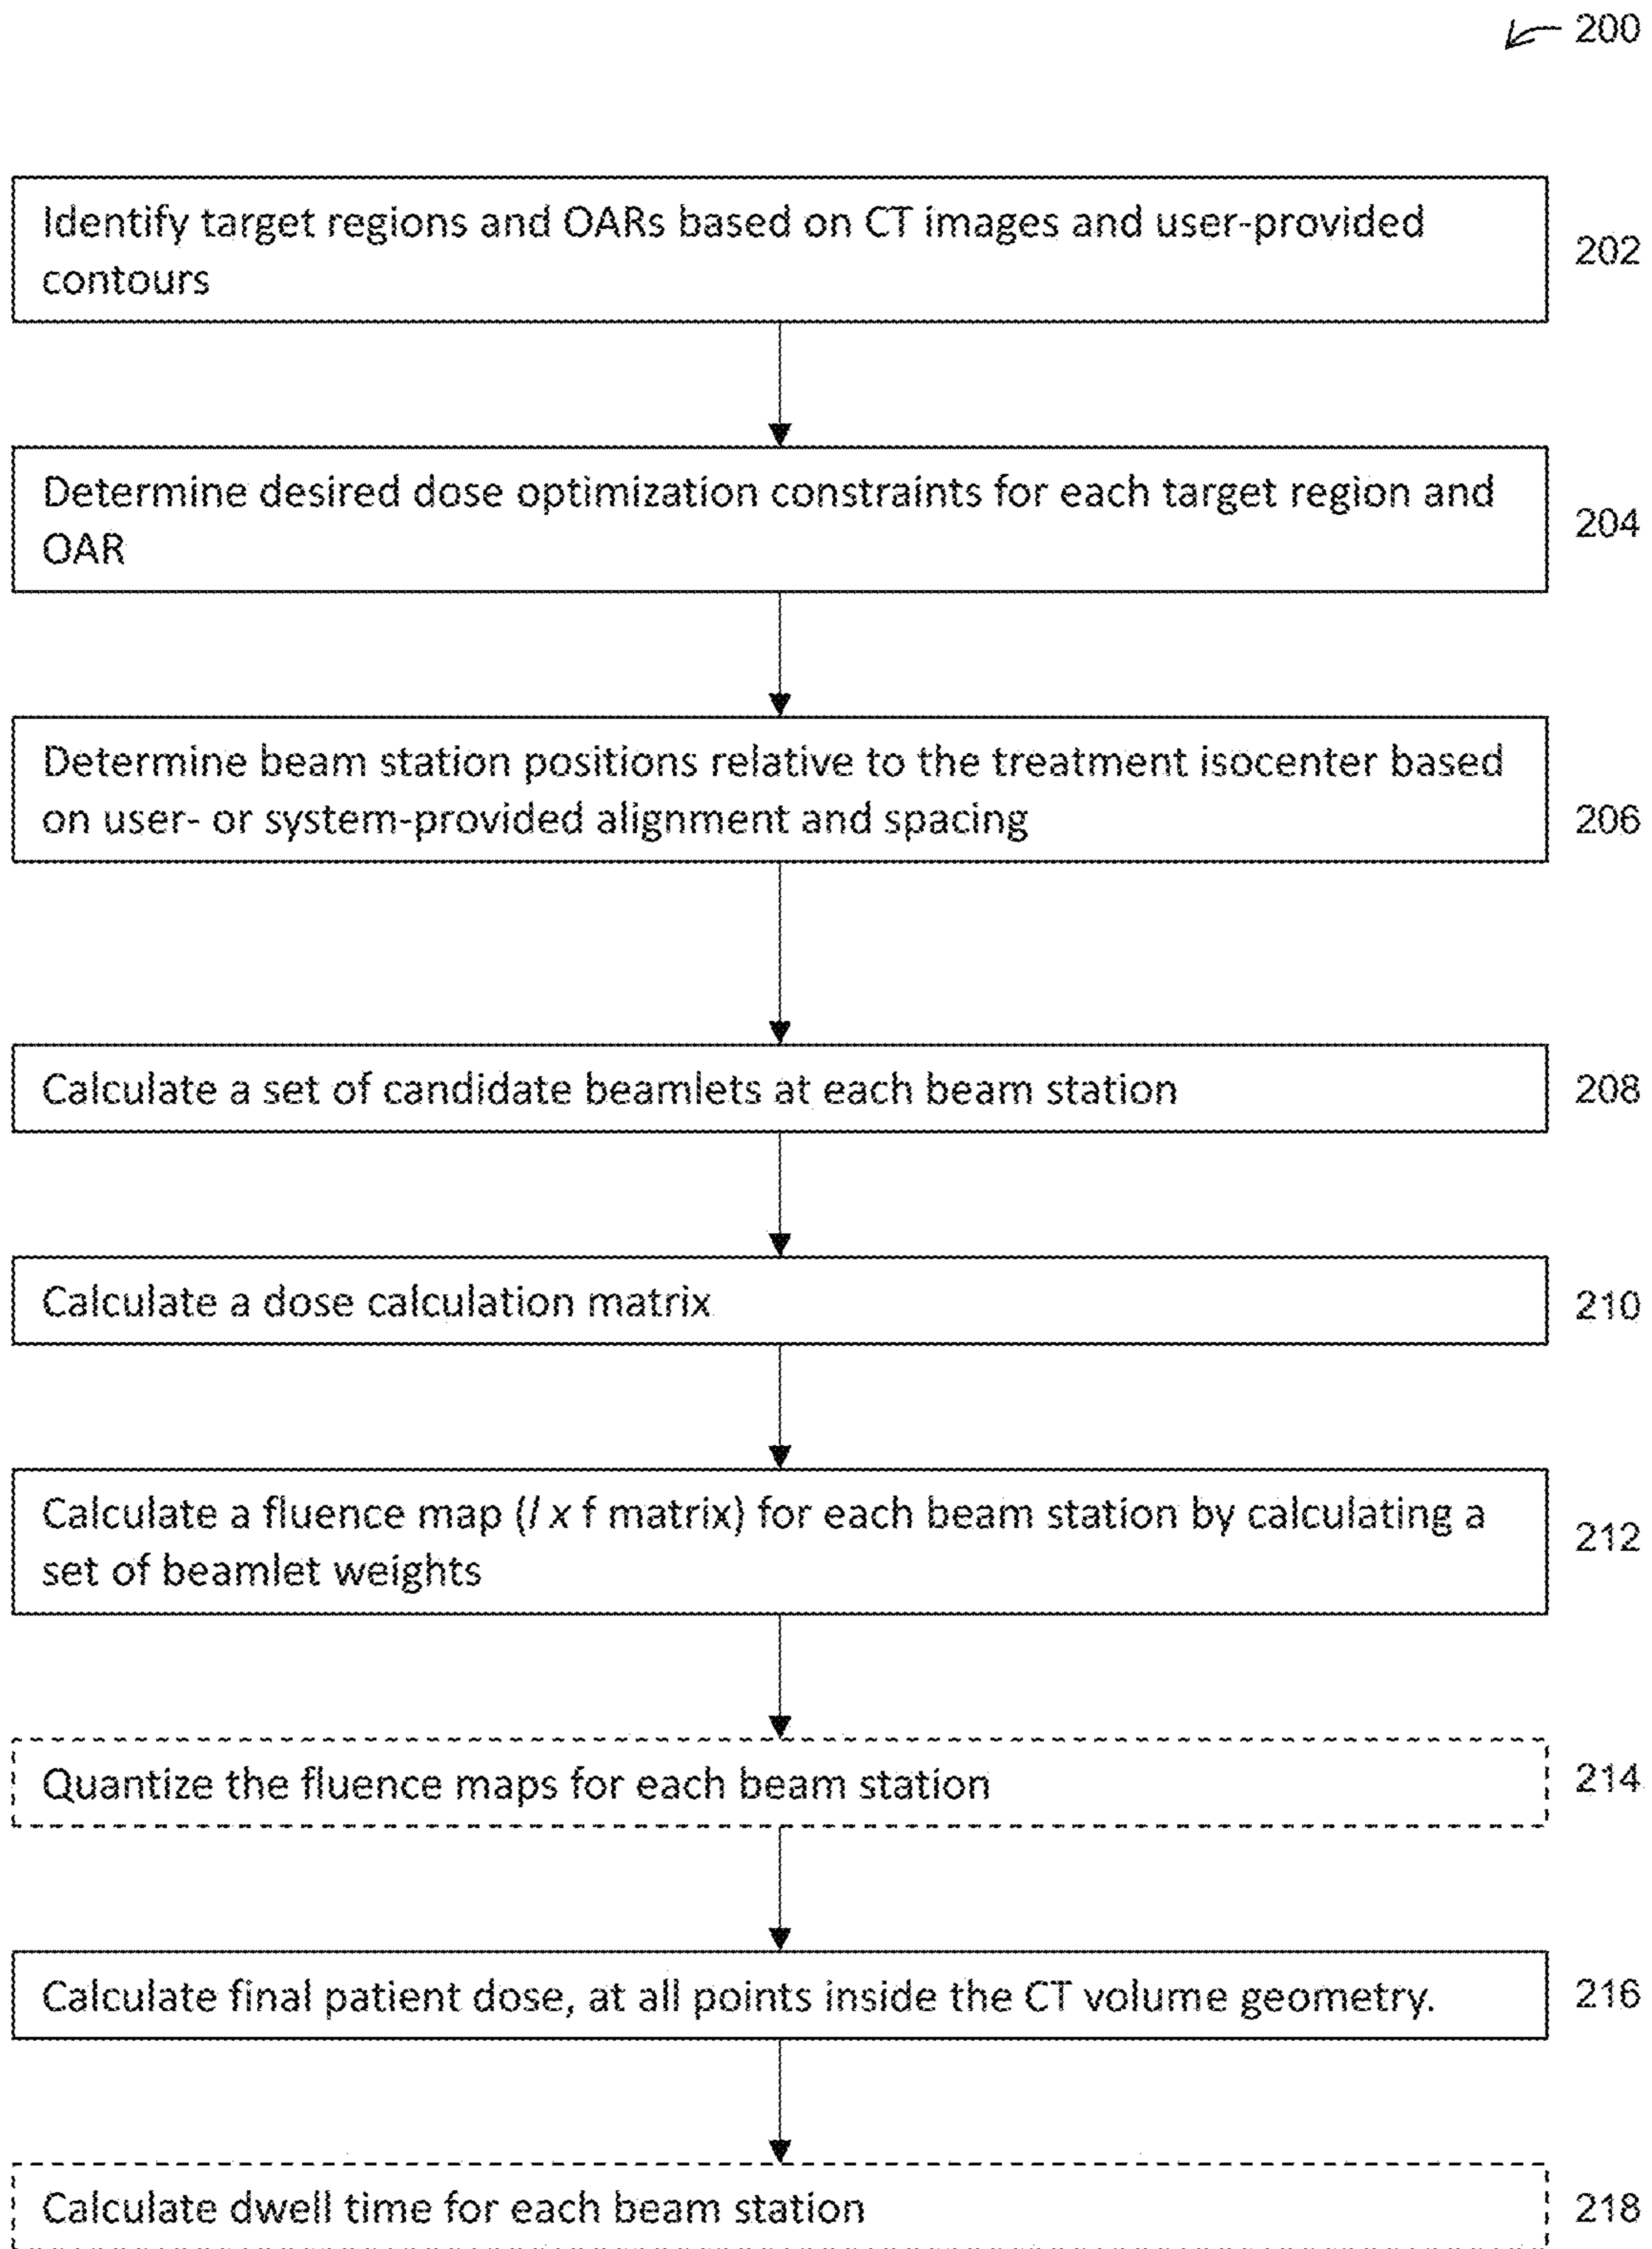 200
Identify target regions and OARs based on CT images and user-provided
contours
202
Determine desired dose optimization constraints for each target region and
OAR
204
Determine beam station positions relative to the treatment isocenter based
on user- or system-provided alignment and spacing
206
Calculate a set of candidate beamlets at each beam station
208
Calculate a dose calculation matrix
210
Calculate a fluence map (l x f matrix) for each beam station by calculating a
set of beamlet weights
212
Quantize the fluence maps for each beam station
214
Calculate final patient dose, at all points inside the CT volume geometry.
216
Calculate dwell time for each beam station
218